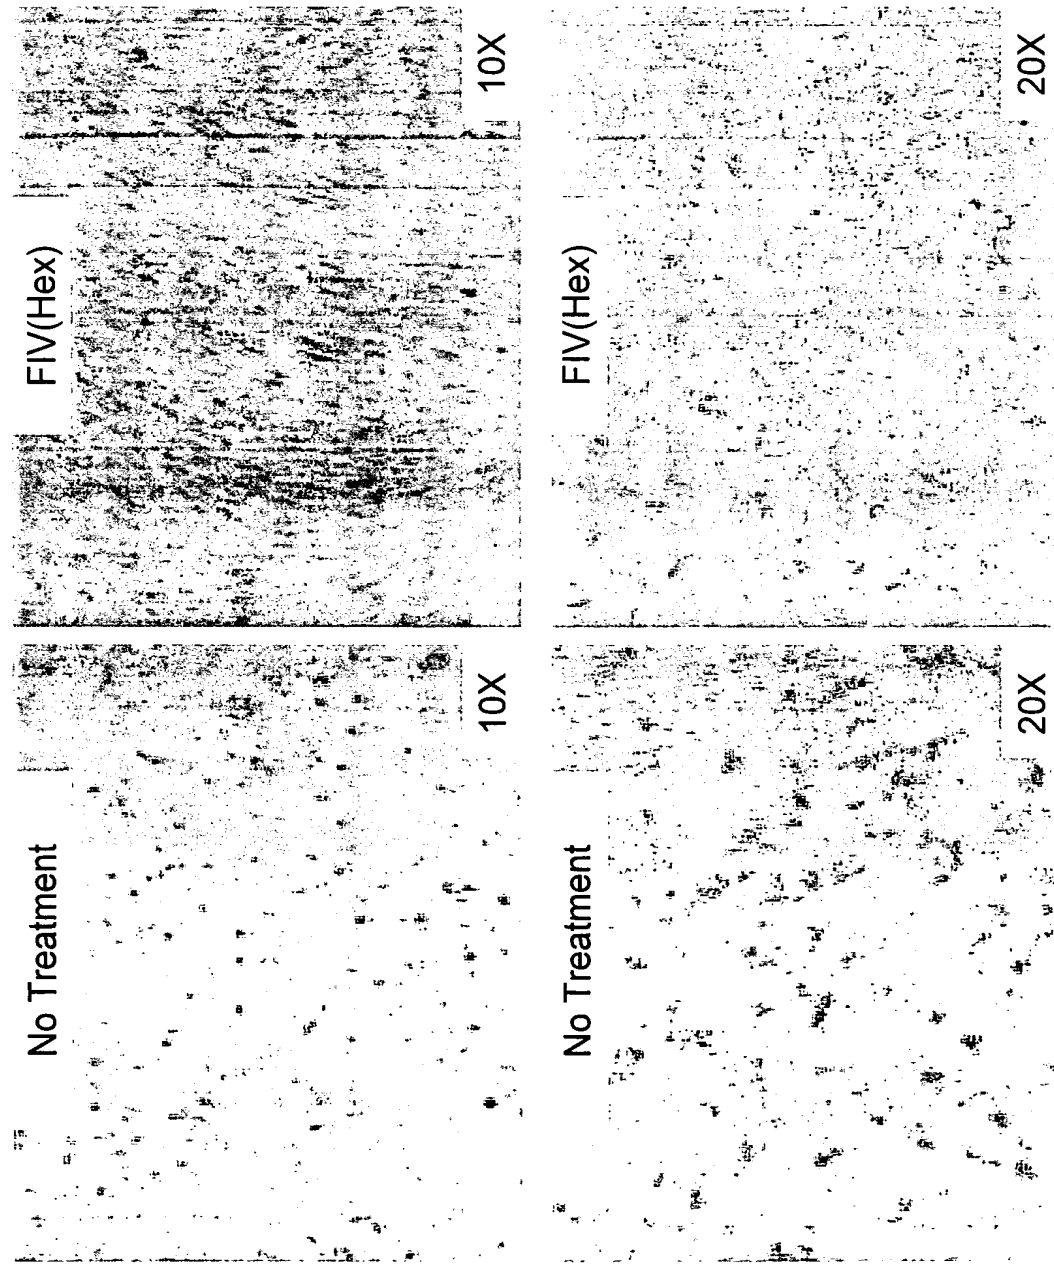 No Treatment
FIV(Hex)
10X
10X
No Treatment
FIV(Hex)
20X
20X